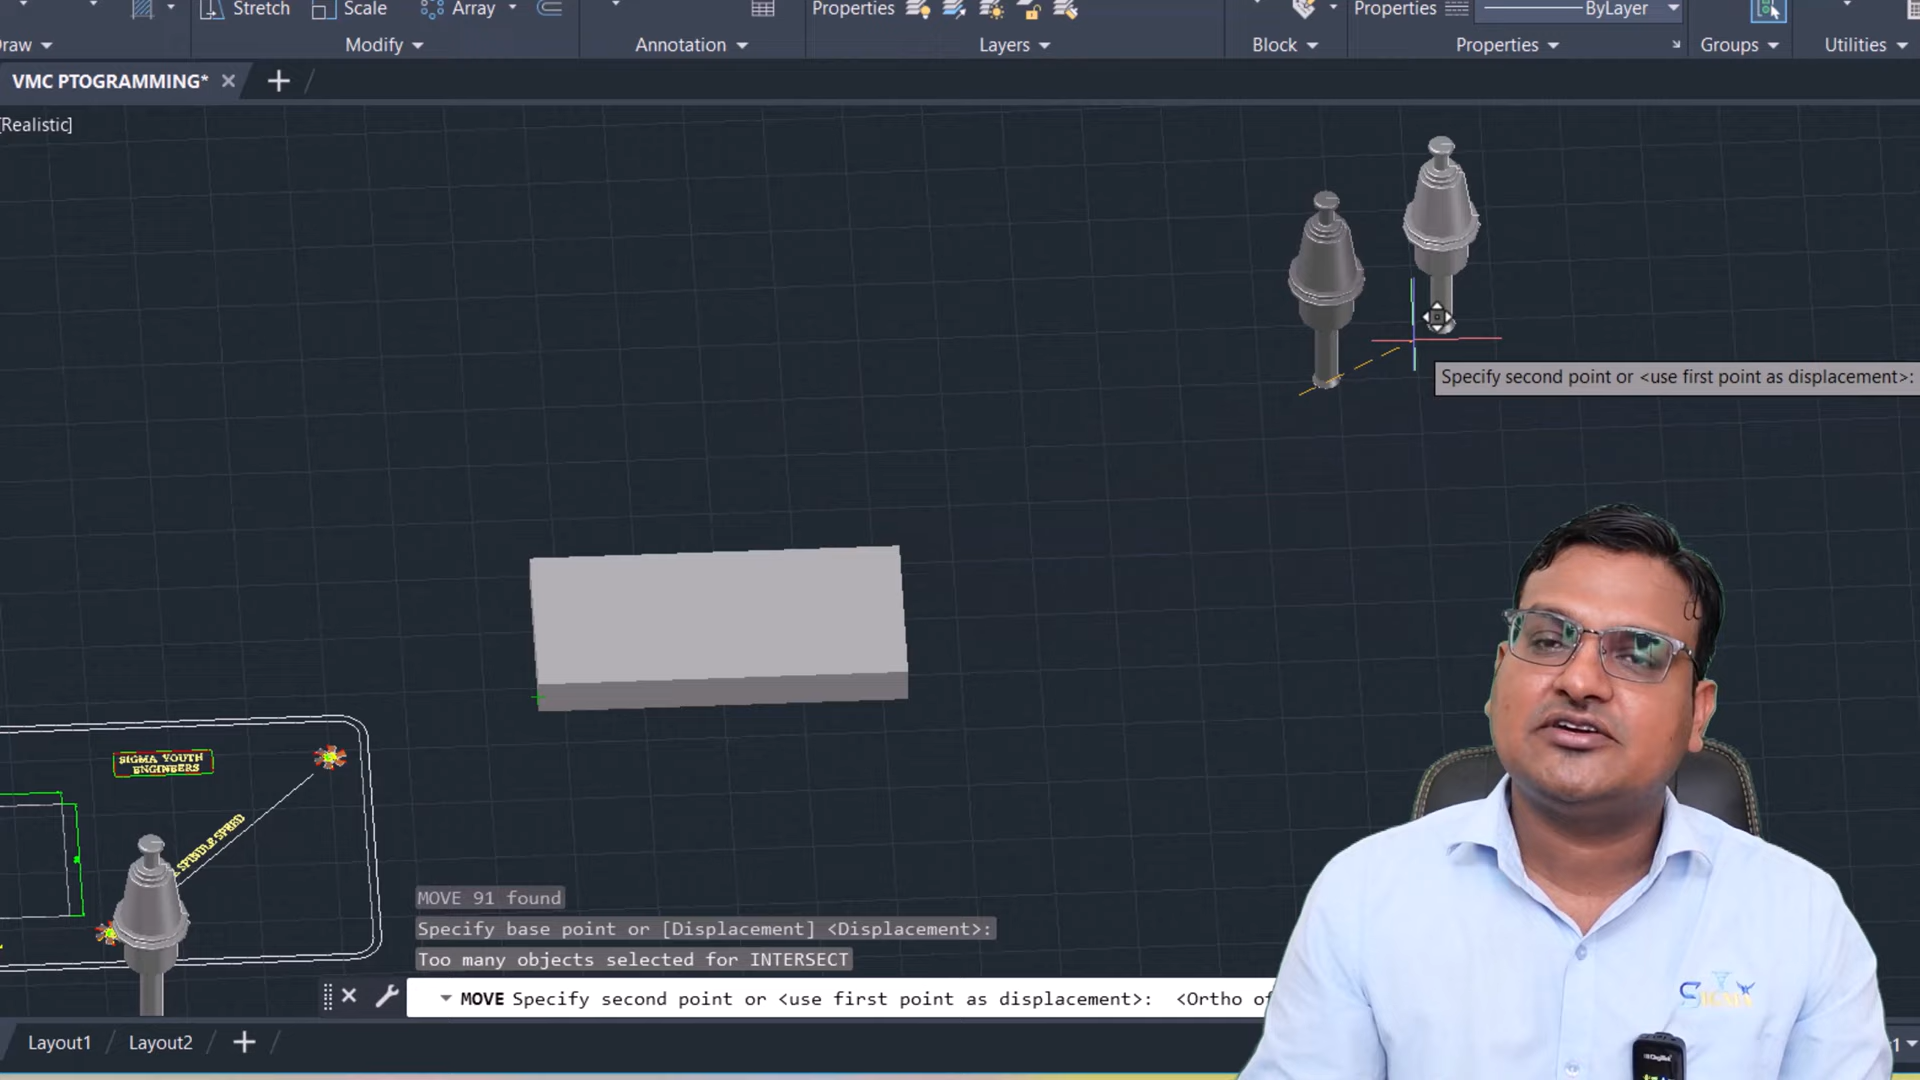 Stretch
Scale
Array
Properties
Properties
ByLayer
raw
Modify
Annotation
Layers
Block
Properties
Groups
Utilities
VMC PTOGRAMMING*
[Realistic]
Specify second point or <use first point as displacement>:
SIGMA YOUTH
ENGINEERS
SPINDLE SPEED
MOVE 91 found
Specify base point or [Displacement] <Displacement>:
Too many objects selected for INTERSECT
MOVE Specify second point or <use first point as displacement>: <Ortho of
SIGMA
Layout1
Layout2
1